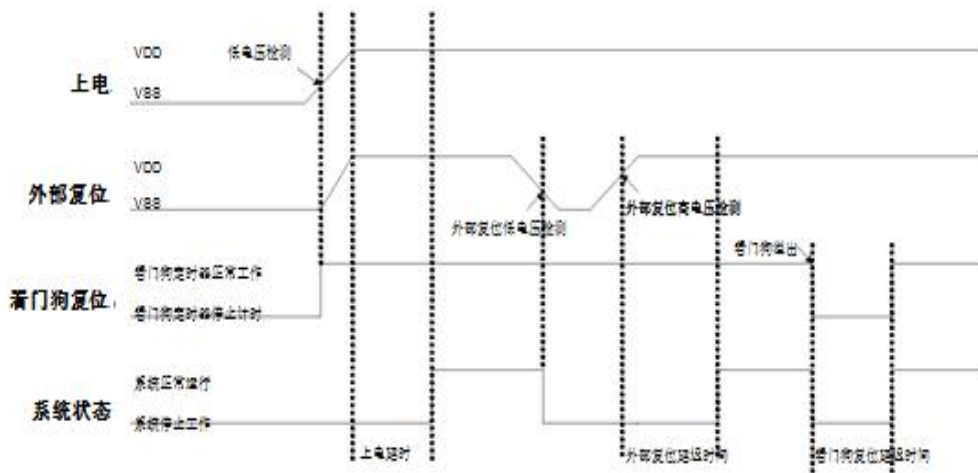 VDD
低电压检测
上电
VSS
VDD
外部复位
VSS
外部复位低电压检测
外部复位高电压检测
看门狗溢出
看门狗定时器正常工作
看门狗复位
看门狗定时器停止计时
系统正常运行
系统状态
系统停止工作
上电延时
外部复位延迟时间
看门狗复位延迟时间